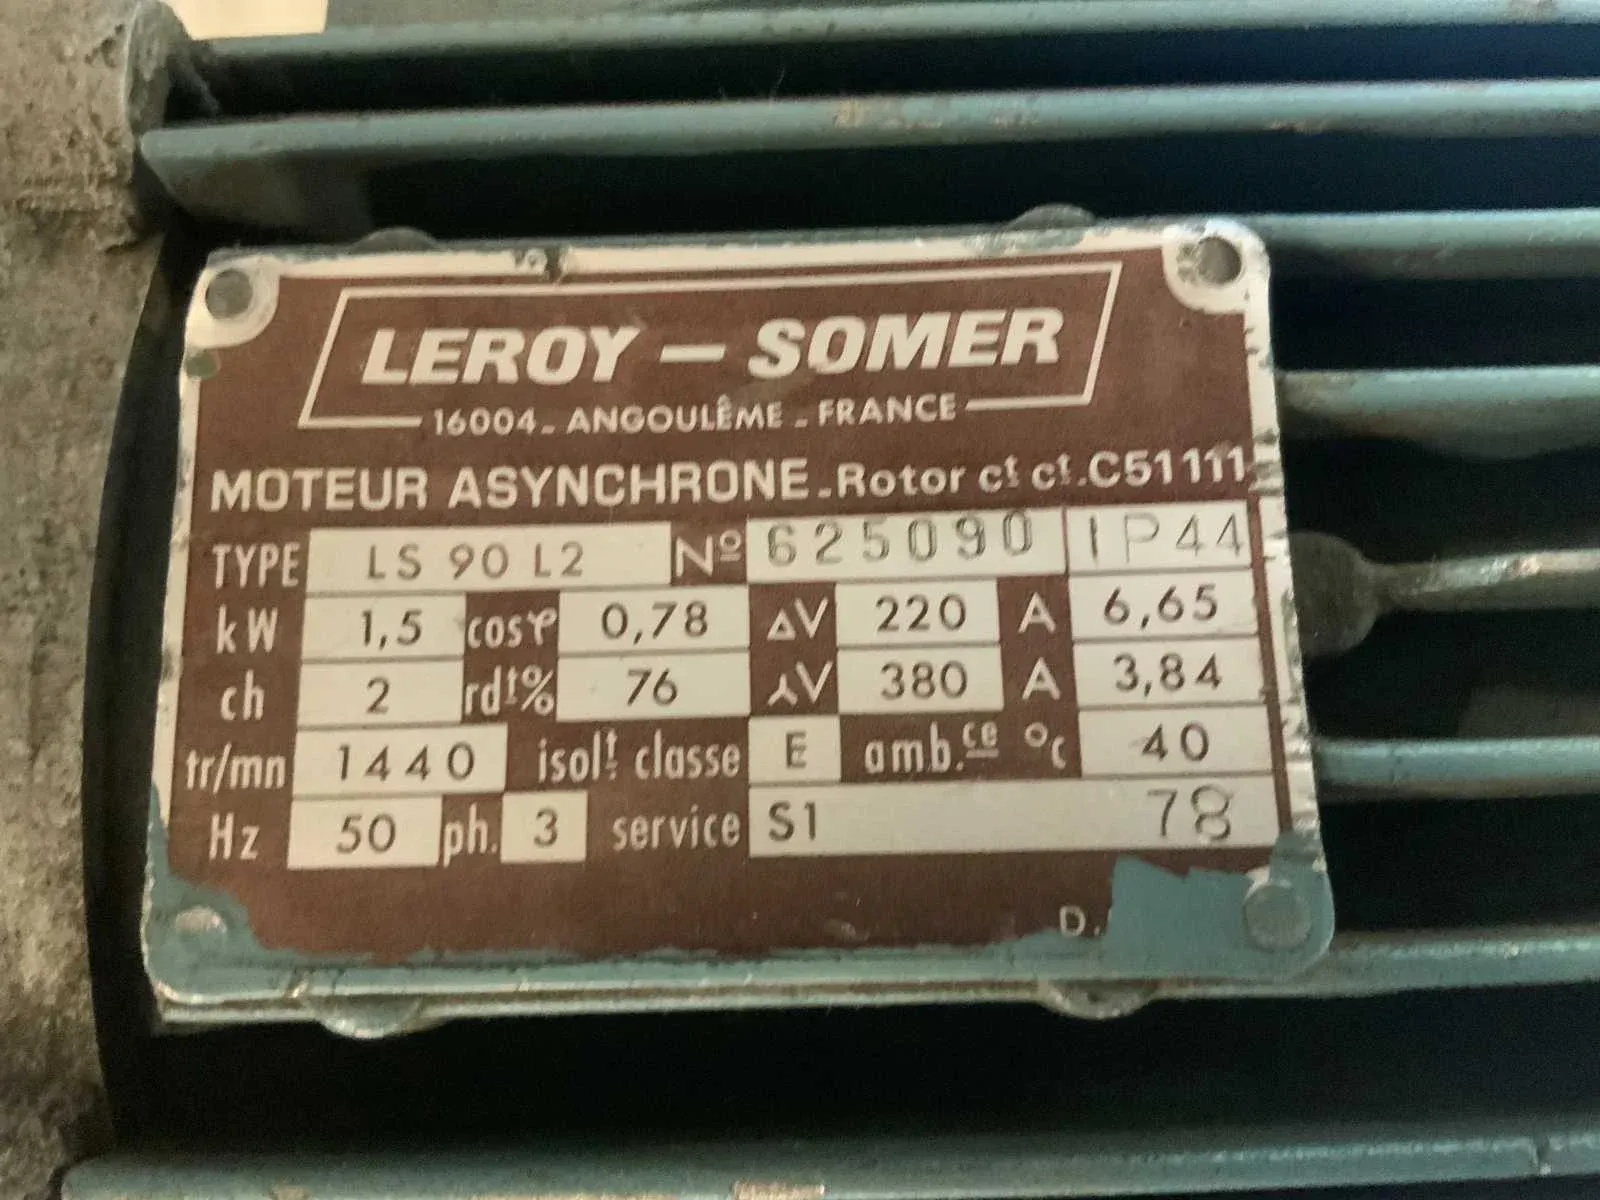 LEROY - SOMER
16004 - ANGOULÊME - FRANCE
MOTEUR ASYNCHRONE - Rotor ct ct. C51111
TYPE LS 90 L2 Nº 625090 IP44
kW 1,5 cosφ 0,78 ΔV 220 A 6,65
ch 2 rdt% 76 ⅄V 380 A 3,84
tr/mn 1440 isolt classe E amb.ce °C 40
Hz 50 ph. 3 service S1 78
D.